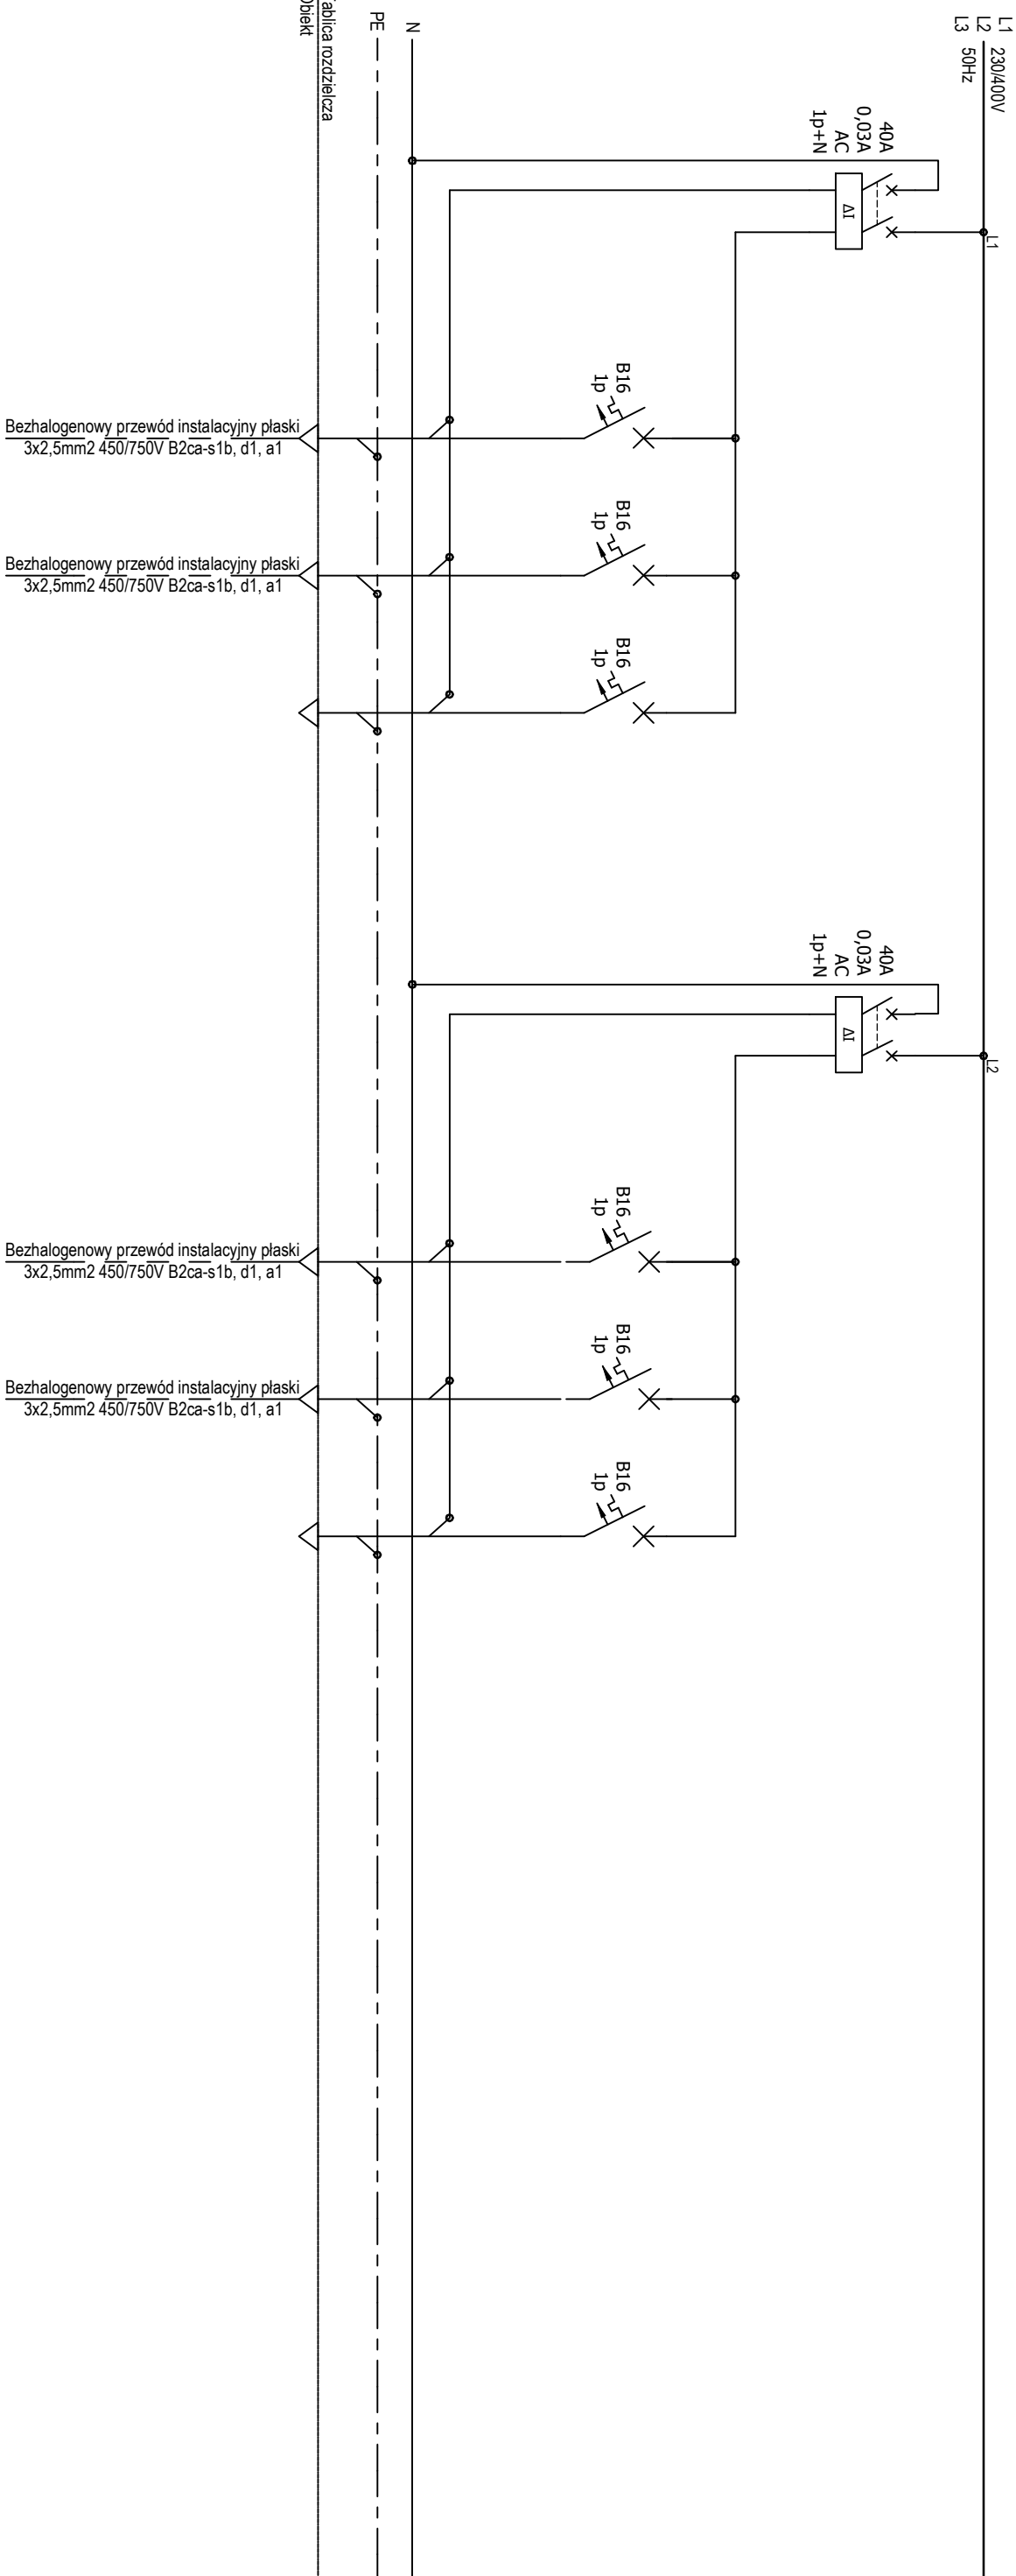 L1
L2
L3
230/400V
50Hz
40A
0,03A
AC
1p+N
ΔI
L1
B16
1p
B16
1p
B16
1p
40A
0,03A
AC
1p+N
ΔI
L2
B16
1p
B16
1p
B16
1p
N
PE
Tablica rozdzielcza
Obiekt
Bezhalogenowy przewód instalacyjny płaski
3x2,5mm2 450/750V B2ca-s1b, d1, a1
Bezhalogenowy przewód instalacyjny płaski
3x2,5mm2 450/750V B2ca-s1b, d1, a1
Bezhalogenowy przewód instalacyjny płaski
3x2,5mm2 450/750V B2ca-s1b, d1, a1
Bezhalogenowy przewód instalacyjny płaski
3x2,5mm2 450/750V B2ca-s1b, d1, a1